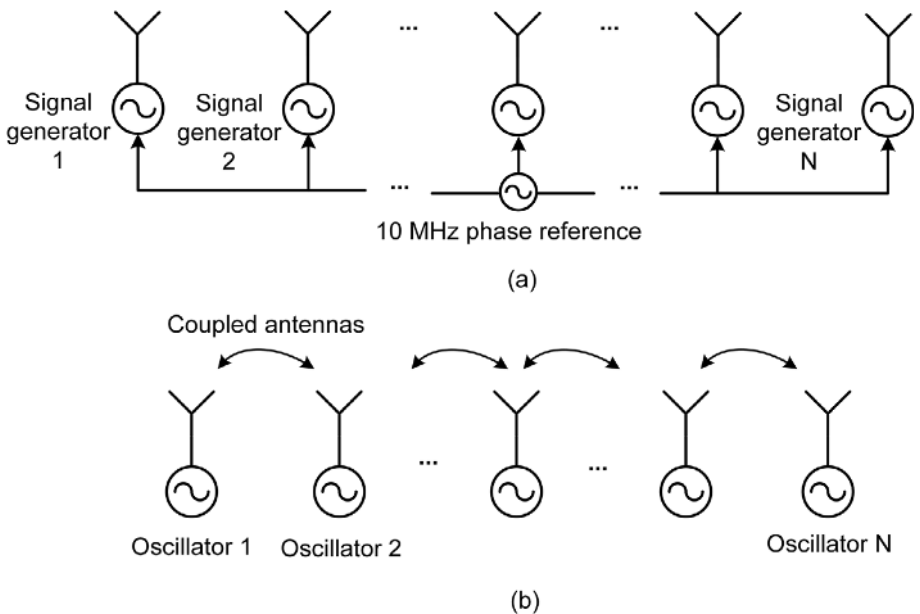 ... ...
Signal generator 1
Signal generator 2
Signal generator N
... ...
10 MHz phase reference
(a)
Coupled antennas
... ...
Oscillator 1 Oscillator 2 Oscillator N
(b)